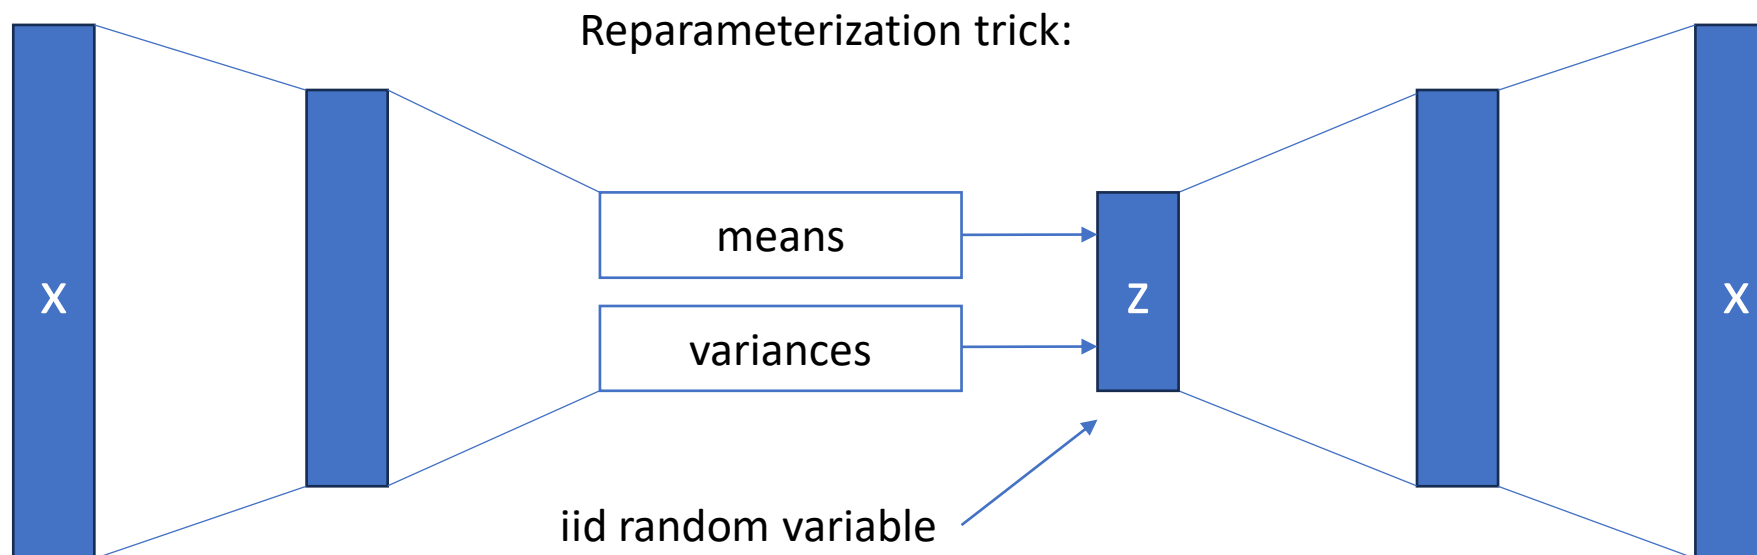 Reparameterization trick:
means
x
z
x
variances
iid random variable